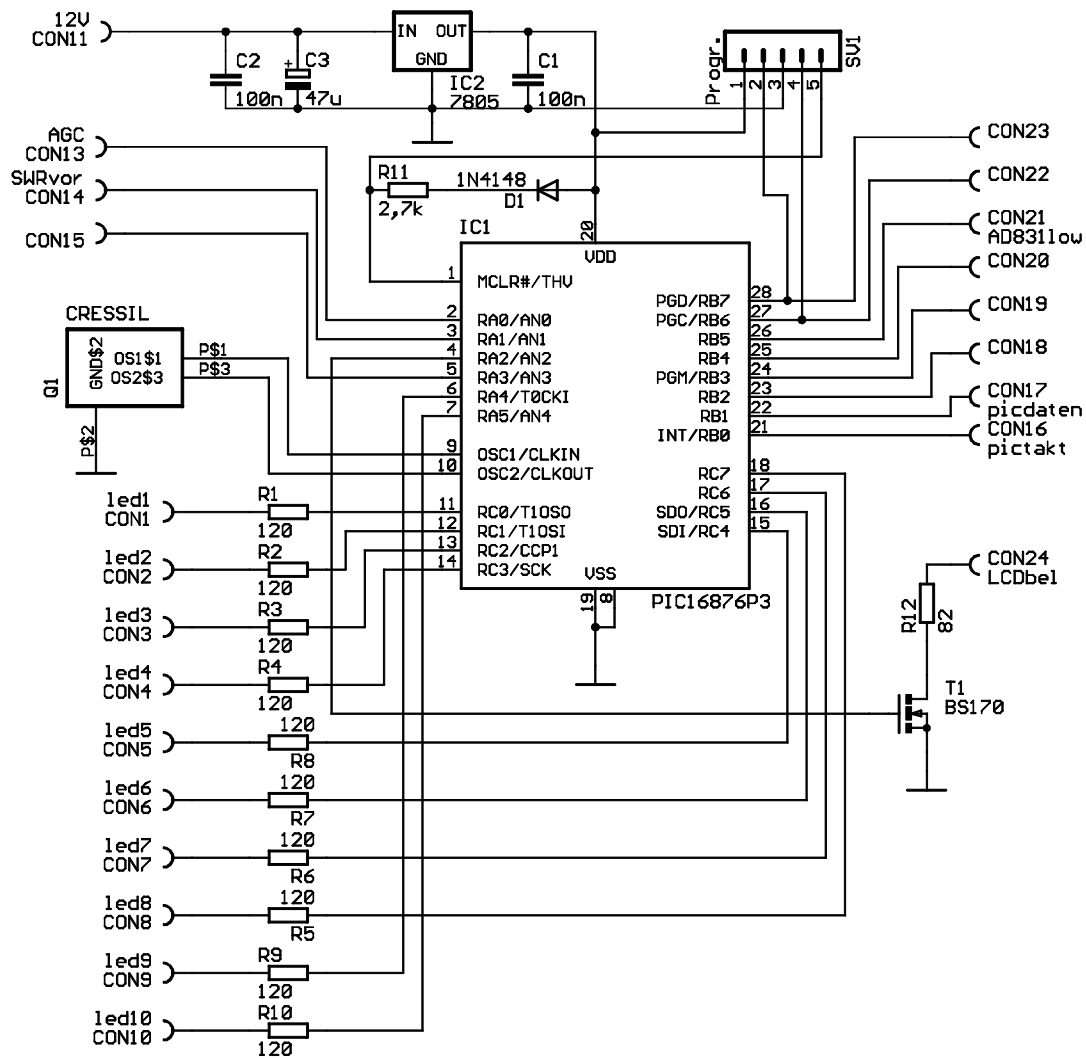 12V
CON11
IN OUT
GND
IC2
7805
C2
100n
+
C3
47u
C1
100n
Progr.
SV1
1
2
3
4
5
AGC
CON13
SWRvor
CON14
CON15
R11
2,7k
1N4148
D1
IC1
20
VDD
1
MCLR#/THV
2
RA0/AN0
3
RA1/AN1
4
RA2/AN2
5
RA3/AN3
6
RA4/T0CKI
7
RA5/AN4
9
OSC1/CLKIN
10
OSC2/CLKOUT
11
RC0/T1OSO
12
RC1/T1OSI
13
RC2/CCP1
14
RC3/SCK
PGD/RB7
28
PGC/RB6
27
RB5
26
RB4
25
PGM/RB3
24
RB2
23
RB1
22
INT/RB0
21
RC7
18
RC6
17
SDO/RC5
16
SDI/RC4
15
VSS
19
8
PIC16876P3
CON23
CON22
CON21
AD831low
CON20
CON19
CON18
CON17
picdaten
CON16
pictakt
CRESSIL
Q1
GND$2
OS1$1
OS2$3
P$1
P$3
P$2
led1
CON1
R1
120
led2
CON2
R2
120
led3
CON3
R3
120
led4
CON4
R4
120
led5
CON5
120
R8
led6
CON6
120
R7
led7
CON7
120
R6
led8
CON8
120
R5
led9
CON9
R9
120
led10
CON10
R10
120
CON24
LCDbel
R12
82
T1
BS170